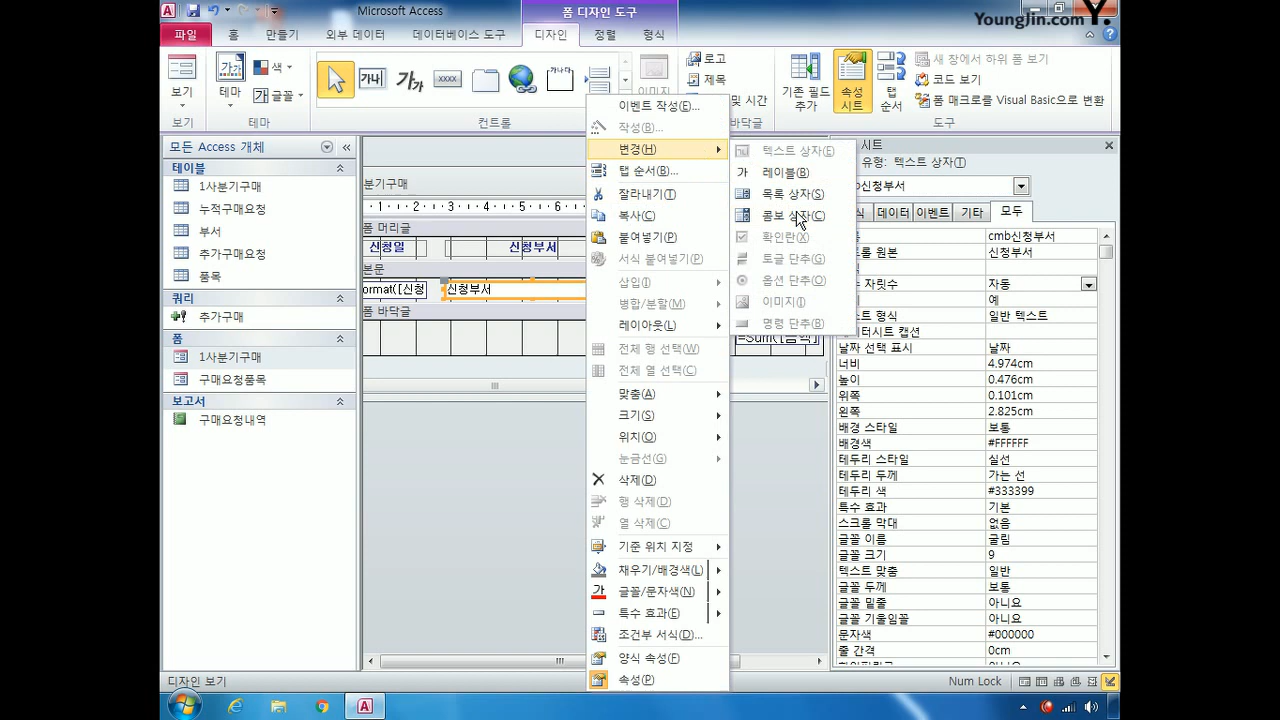 Microsoft Access
폼 디자인 도구
YoungJin.com Y.
파일
홈
만들기
외부 데이터
데이터베이스 도구
디자인
정렬
형식
보기
테마
색
가 글꼴
가나
가가
xxxx
이미지
로고
제목
및 시간
기존 필드
추가
속성
시트
탭
순서
새 창에서 하위 폼 보기
코드 보기
폼 매크로를 Visual Basic으로 변환
보기
테마
컨트롤
바닥글
도구
모든 Access 개체
테이블
1사분기구매
누적구매요청
부서
추가구매요청
품목
쿼리
추가구매
폼
1사분기구매
구매요청품목
보고서
구매요청내역
분기구매
폼 머리글
신청일
신청부서
본문
ormat([신청
신청부서
폼 바닥글
=Sum([금액]
이벤트 작성(E)...
작성(B)...
변경(H)
탭 순서(B)...
잘라내기(T)
복사(C)
붙여넣기(P)
서식 붙여넣기(P)
삽입(I)
병합/분할(M)
레이아웃(L)
전체 행 선택(W)
전체 열 선택(C)
맞춤(A)
크기(S)
위치(O)
눈금선(G)
삭제(D)
행 삭제(D)
열 삭제(C)
기준 위치 지정
채우기/배경색(L)
글꼴/문자색(N)
특수 효과(E)
조건부 서식(D)...
양식 속성(F)
속성(P)
텍스트 상자(E)
레이블(B)
목록 상자(S)
콤보 상자(C)
확인란(X)
토글 단추(G)
옵션 단추(O)
이미지(I)
명령 단추(B)
시트
유형: 텍스트 상자(T)
신청부서
식
데이터
이벤트
기타
모두
cmb신청부서
롤 원본 신청부서
수 자릿수 자동
예
트 형식 일반 텍스트
터시트 캡션
날짜 선택 표시 날짜
너비 4.974cm
높이 0.476cm
위쪽 0.101cm
왼쪽 2.825cm
배경 스타일 보통
배경색 #FFFFFF
테두리 스타일 실선
테두리 두께 가는 선
테두리 색 #333399
특수 효과 기본
스크롤 막대 없음
글꼴 이름 굴림
글꼴 크기 9
텍스트 맞춤 일반
글꼴 두께 보통
글꼴 밑줄 아니요
글꼴 기울임꼴 아니요
문자색 #000000
줄 간격 0cm
디자인 보기
Num Lock